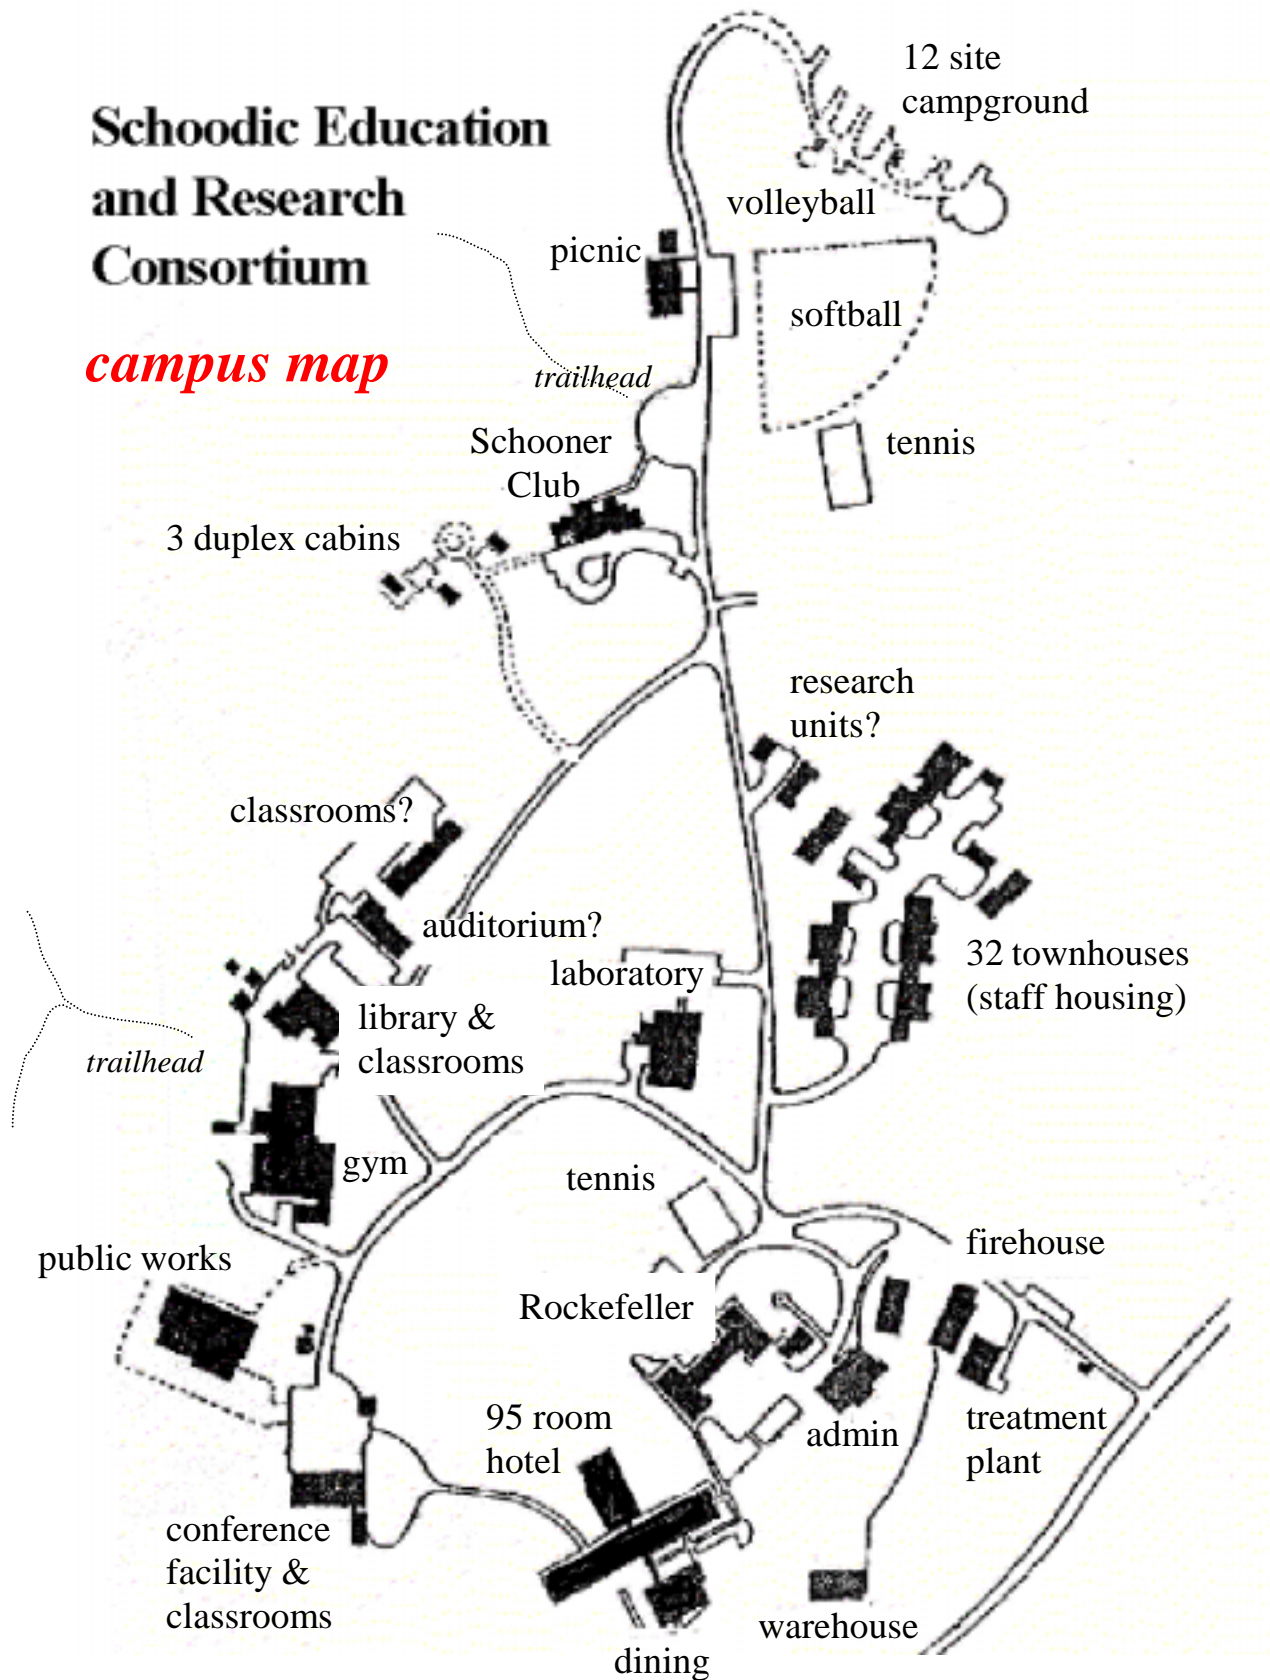 12 site
campground
Schoodic Education
and Research
Consortium
volleyball
picnic
softball
campus map
trailhead
Schooner
Club
tennis
3 duplex cabins
research
units?
classrooms?
auditorium?
laboratory
32 townhouses
(staff housing)
library &
classrooms
trailhead
gym
tennis
firehouse
public works
Rockefeller
95 room
hotel
admin
treatment
plant
conference
facility &
classrooms
warehouse
dining